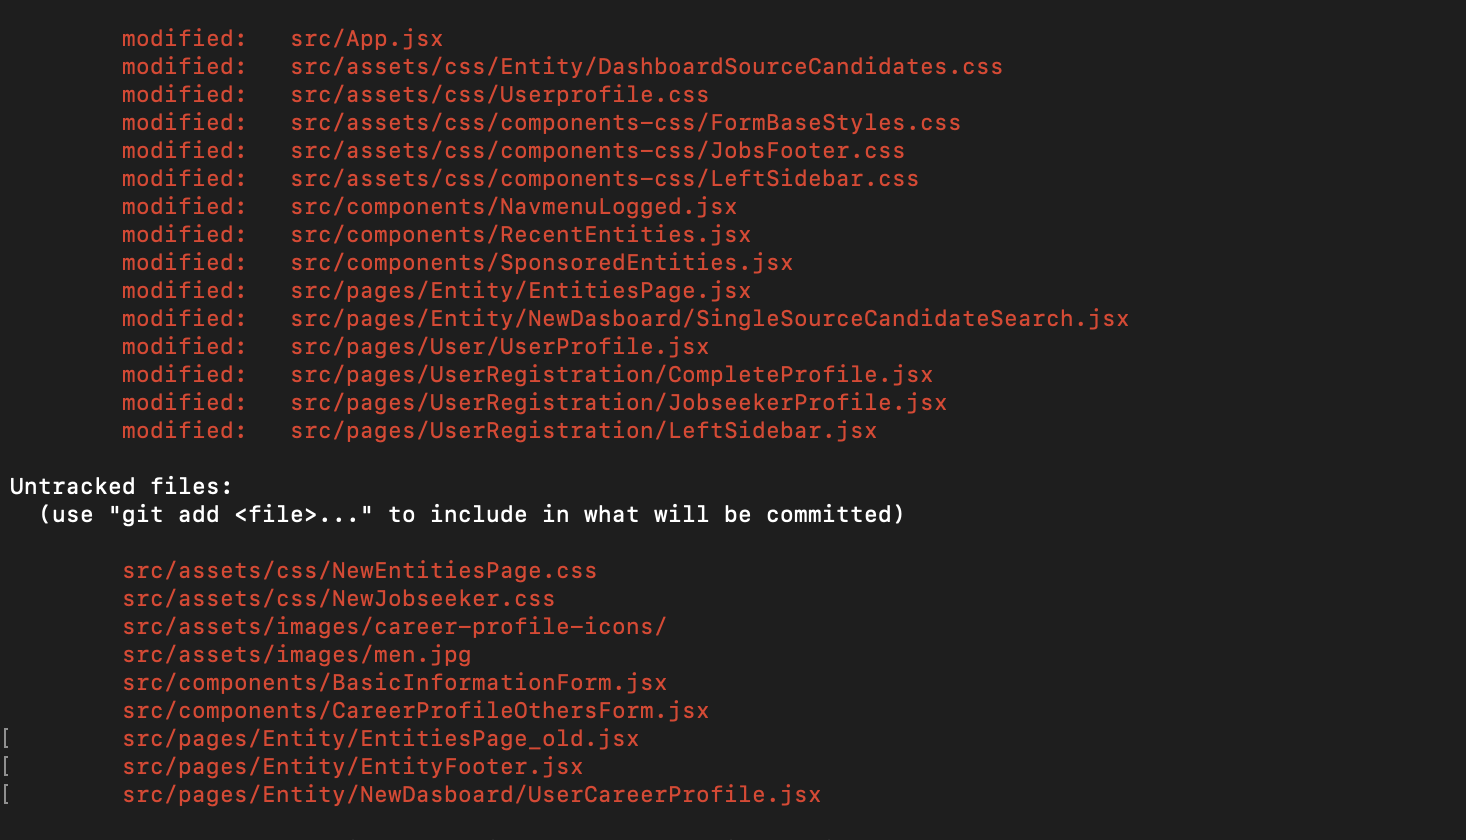 modified:   src/App.jsx
modified:   src/assets/css/Entity/DashboardSourceCandidates.css
modified:   src/assets/css/Userprofile.css
modified:   src/assets/css/components-css/FormBaseStyles.css
modified:   src/assets/css/components-css/JobsFooter.css
modified:   src/assets/css/components-css/LeftSidebar.css
modified:   src/components/NavmenuLogged.jsx
modified:   src/components/RecentEntities.jsx
modified:   src/components/SponsoredEntities.jsx
modified:   src/pages/Entity/EntitiesPage.jsx
modified:   src/pages/Entity/NewDasboard/SingleSourceCandidateSearch.jsx
modified:   src/pages/User/UserProfile.jsx
modified:   src/pages/UserRegistration/CompleteProfile.jsx
modified:   src/pages/UserRegistration/JobseekerProfile.jsx
modified:   src/pages/UserRegistration/LeftSidebar.jsx
Untracked files:
(use "git add <file>..." to include in what will be committed)
src/assets/css/NewEntitiesPage.css
src/assets/css/NewJobseeker.css
src/assets/images/career-profile-icons/
src/assets/images/men.jpg
src/components/BasicInformationForm.jsx
src/components/CareerProfileOthersForm.jsx
[ src/pages/Entity/EntitiesPage_old.jsx
[ src/pages/Entity/EntityFooter.jsx
[ src/pages/Entity/NewDasboard/UserCareerProfile.jsx